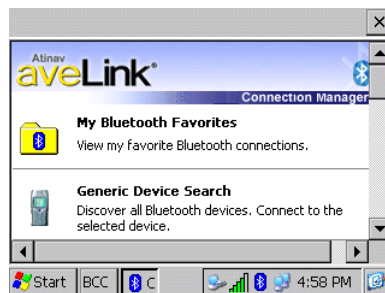 Atinav
aveLink
Connection Manager
My Bluetooth Favorites
View my favorite Bluetooth connections.
Generic Device Search
Discover all Bluetooth devices. Connect to the
selected device.
Start BCC C 4:58 PM